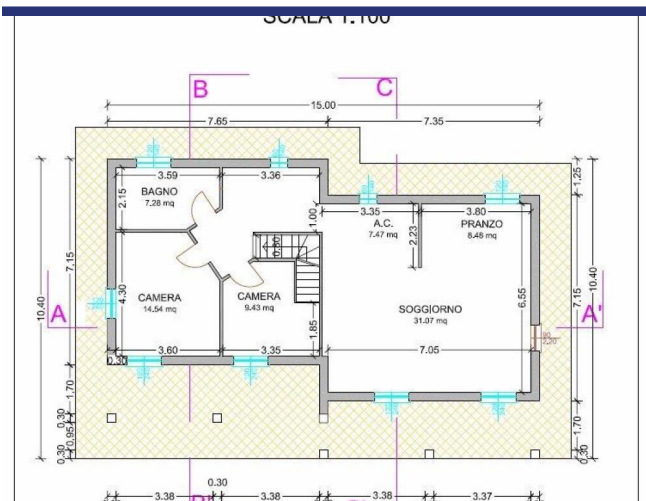 SCALA 1:100
B
C
15.00
7.65
7.35
3.59
3.36
BAGNO
7.28 mq
2.15
1.00
3.35
A.C.
7.47 mq
2.23
3.80
PRANZO
8.48 mq
1.25
0.80
7.15
10.40
4.30
CAMERA
14.54 mq
CAMERA
9.43 mq
1.85
SOGGIORNO
31.07 mq
6.55
7.15
10.40
A
A'
2.20
0.30
3.60
3.35
7.05
1.70
0.30
0.95
0.30
1.70
0.30
0.30
3.38
3.38
3.38
3.37